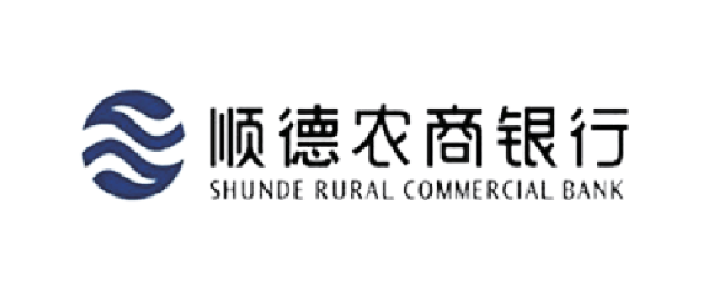 顺德农商银行
SHUNDE RURAL COMMERCIAL BANK